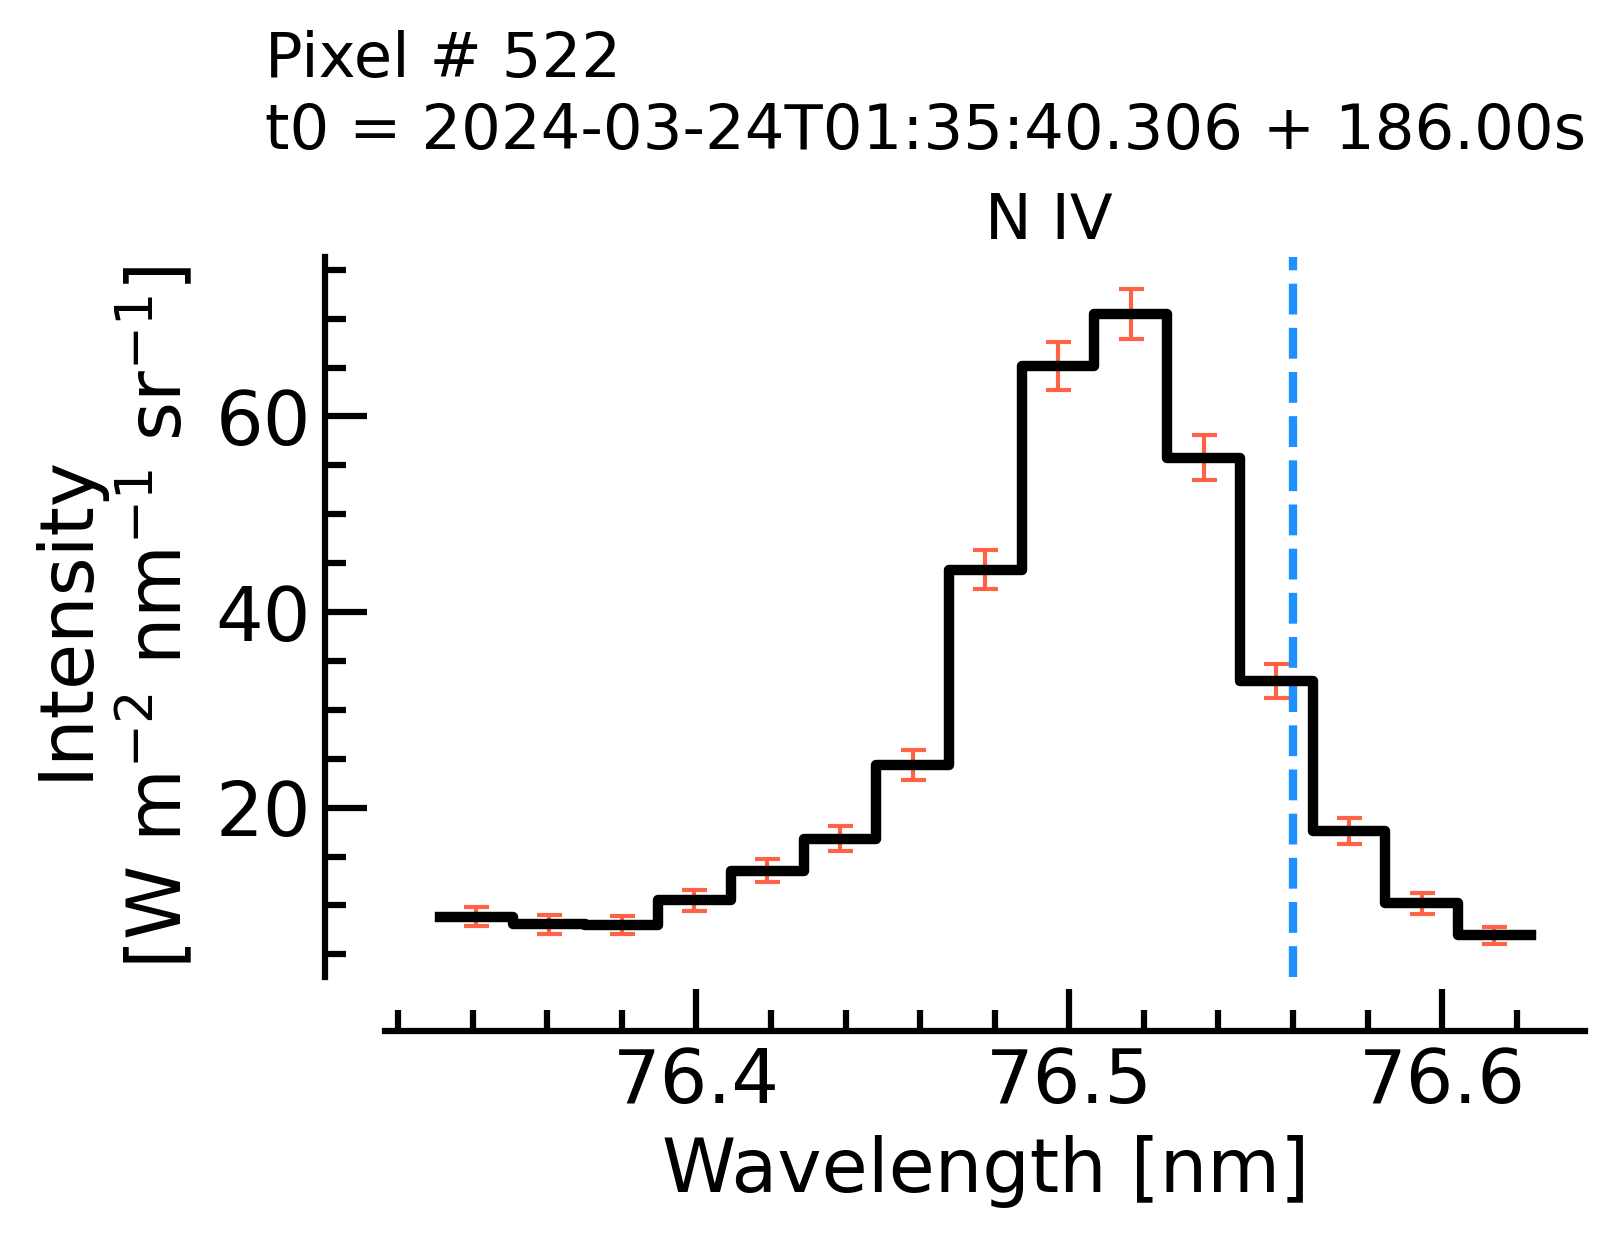 Pixel # 522
t0 = 2024-03-24T01:35:40.306 + 186.00s
N IV
Intensity
[W m⁻² nm⁻¹ sr⁻¹]
60
40
20
76.4 76.5 76.6
Wavelength [nm]